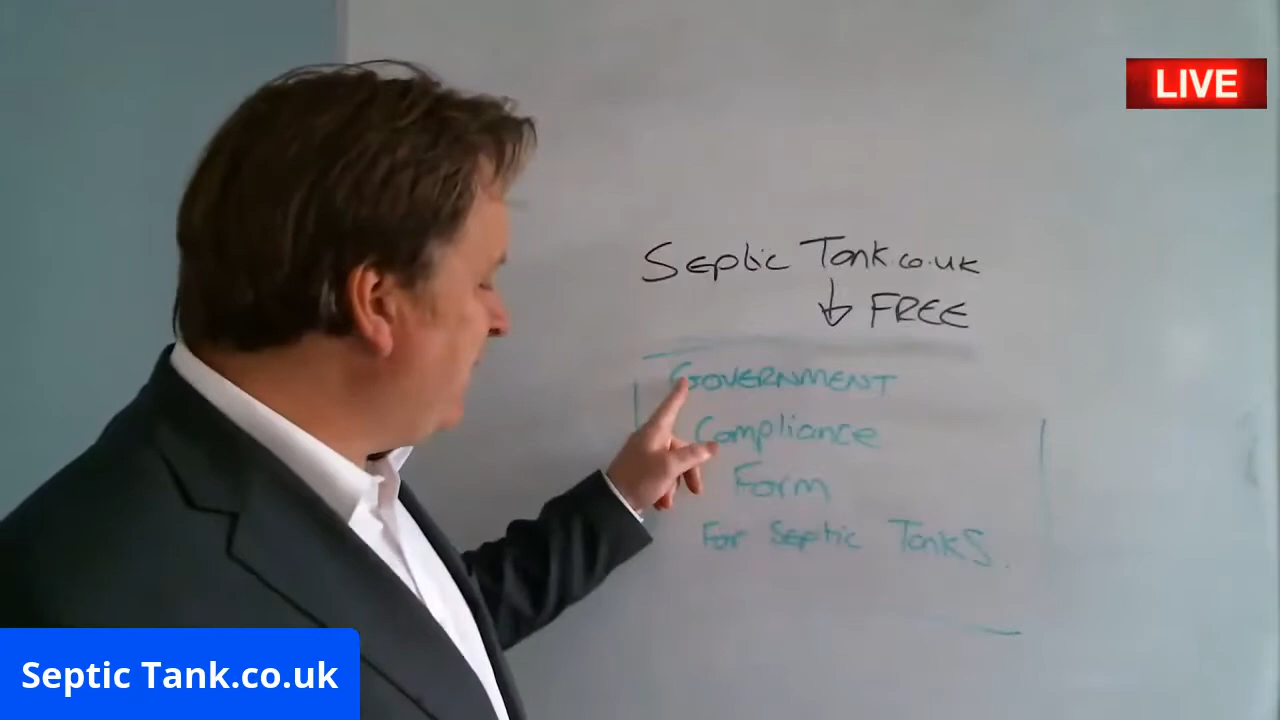 LIVE
Septic Tank.co.uk
↓ FREE
GOVERNMENT
Compliance
Form
For Septic Tanks.
Septic Tank.co.uk